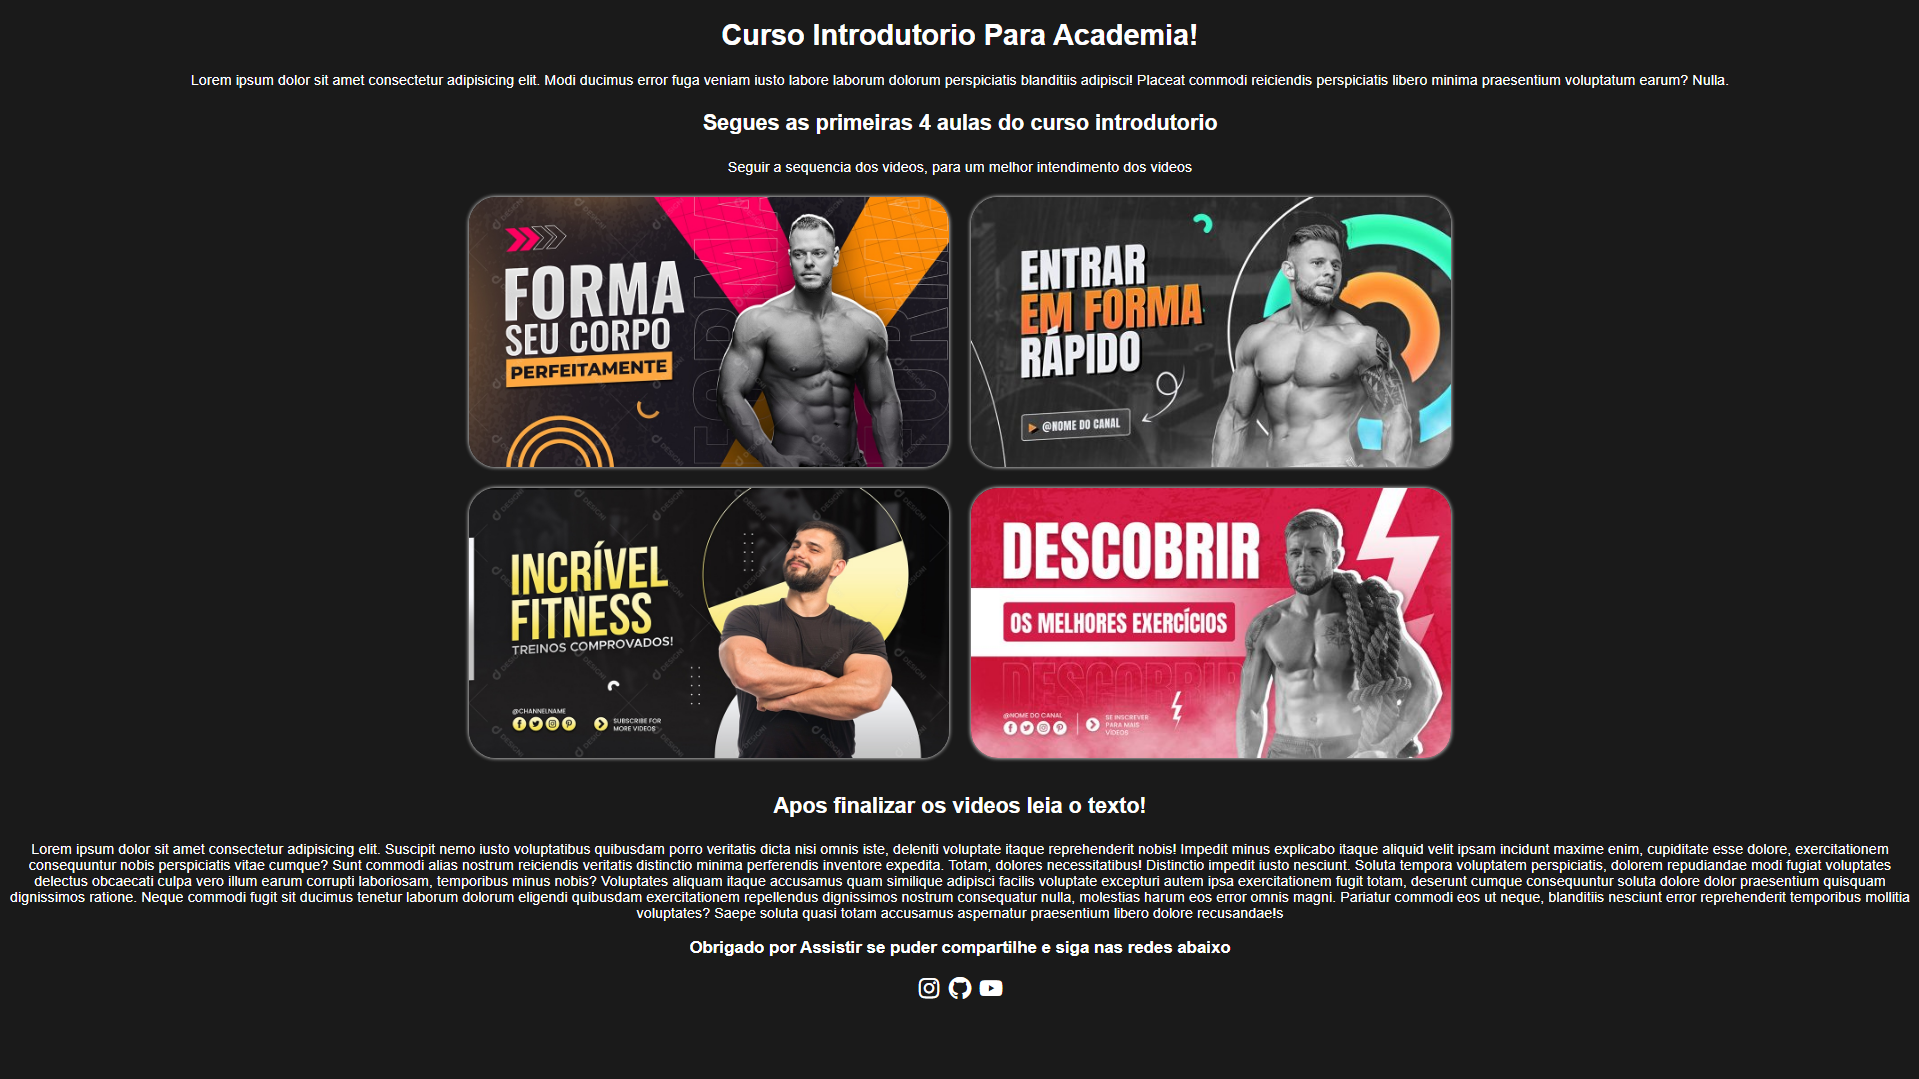 Curso Introdutorio Para Academia!
Lorem ipsum dolor sit amet consectetur adipisicing elit. Modi ducimus error fuga veniam iusto labore laborum dolorum perspiciatis blanditiis adipisci! Placeat commodi reiciendis perspiciatis libero minima praesentium voluptatum earum? Nulla.
Segues as primeiras 4 aulas do curso introdutorio
Seguir a sequencia dos videos, para um melhor intendimento dos videos
FORMA
SEU CORPO
PERFEITAMENTE
FORMA
FORMA
ENTRAR
EM FORMA
RÁPIDO
@NOME DO CANAL
INCRÍVEL
FITNESS
TREINOS COMPROVADOS!
@CHANNELNAME
SUBSCRIBE FOR
MORE VIDEOS
DESCOBRIR
OS MELHORES EXERCÍCIOS
DESCOBRIR
@NOME DO CANAL
SE INSCREVER
PARA MAIS
VÍDEOS
Apos finalizar os videos leia o texto!
Lorem ipsum dolor sit amet consectetur adipisicing elit. Suscipit nemo iusto voluptatibus quibusdam porro veritatis dicta nisi omnis iste, deleniti voluptate itaque reprehenderit nobis! Impedit minus explicabo itaque aliquid velit ipsam incidunt maxime enim, cupiditate esse dolore, exercitationem
consequuntur nobis perspiciatis vitae cumque? Sunt commodi alias nostrum reiciendis veritatis distinctio minima perferendis inventore expedita. Totam, dolores necessitatibus! Distinctio impedit iusto nesciunt. Soluta tempora voluptatem perspiciatis, dolorem repudiandae modi fugiat voluptates
delectus obcaecati culpa vero illum earum corrupti laboriosam, temporibus minus nobis? Voluptates aliquam itaque accusamus quam similique adipisci facilis voluptate excepturi autem ipsa exercitationem fugit totam, deserunt cumque consequuntur soluta dolore dolor praesentium quisquam
dignissimos ratione. Neque commodi fugit sit ducimus tenetur laborum dolorum eligendi quibusdam exercitationem repellendus dignissimos nostrum consequatur nulla, molestias harum eos error omnis magni. Pariatur commodi eos ut neque, blanditiis nesciunt error reprehenderit temporibus mollitia
voluptates? Saepe soluta quasi totam accusamus aspernatur praesentium libero dolore recusandae!s
Obrigado por Assistir se puder compartilhe e siga nas redes abaixo